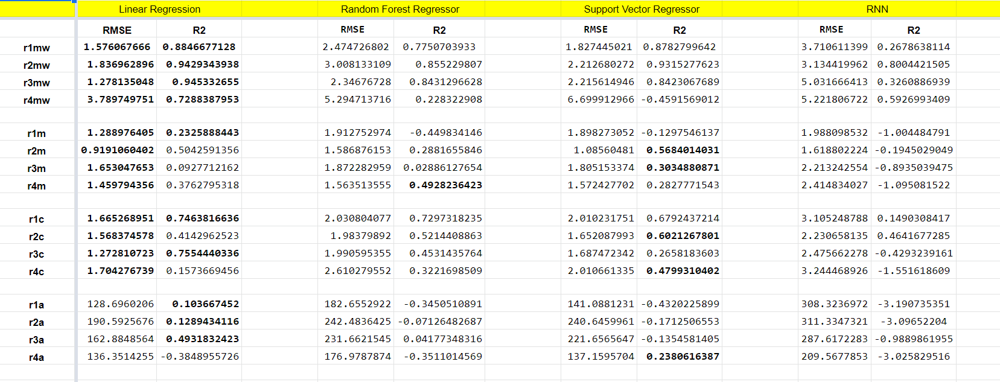 Linear Regression Random Forest Regressor Support Vector Regressor RNN
RMSE R2 RMSE R2 RMSE R2 RMSE R2
r1mw 1.576067666 0.8846677128 2.474726802 0.7750703933 1.827445021 0.8782799642 3.710611399 0.2678638114
r2mw 1.836962896 0.9429343938 3.008133109 0.855229807 2.212680272 0.9315277623 3.134419962 0.8004421505
r3mw 1.278135048 0.945332655 2.34676728 0.8431296628 2.215614946 0.8423067689 5.031666413 0.3260886939
r4mw 3.789749751 0.7288387953 5.294713716 0.228322908 6.699912966 -0.4591569012 5.221806722 0.5926993409
r1m 1.288976405 0.2325888443 1.912752974 -0.449834146 1.898273052 -0.1297546137 1.988098532 -1.004484791
r2m 0.9191060402 0.5042591356 1.586876153 0.2881655846 1.08560481 0.5684014031 1.618802224 -0.1945029049
r3m 1.653047653 0.0927712162 1.872282959 0.02886127654 1.805153374 0.3034880871 2.213242554 -0.8935039475
r4m 1.459794356 0.3762795318 1.563513555 0.4928236423 1.572427702 0.2827771543 2.414834027 -1.095081522
r1c 1.665268951 0.7463816636 2.030804077 0.7297318235 2.010231751 0.6792437214 3.105248788 0.1490308417
r2c 1.568374578 0.4142962523 1.98379892 0.5214408863 1.652087993 0.6021267801 2.230658135 0.4641677285
r3c 1.272810723 0.7554440336 1.990595355 0.4531435764 1.687472342 0.2658183603 2.475662278 -0.4293239161
r4c 1.704276739 0.1573669456 2.610279552 0.3221698509 2.010661335 0.4799310402 3.244468926 -1.551618609
r1a 128.6960206 0.103667452 182.6552922 -0.3450510891 141.0881231 -0.4320225899 308.3236972 -3.190735351
r2a 190.5925676 0.1289434116 242.4836425 -0.07126482687 240.6459961 -0.1712506553 311.3347321 -3.09652204
r3a 162.8848564 0.4931832423 231.6621545 0.04177348316 221.6565647 -0.1354581405 287.6172283 -0.9889861955
r4a 136.3514255 -0.3848955726 176.9787874 -0.3511014569 137.1595704 0.2380616387 209.5677853 -3.025829516